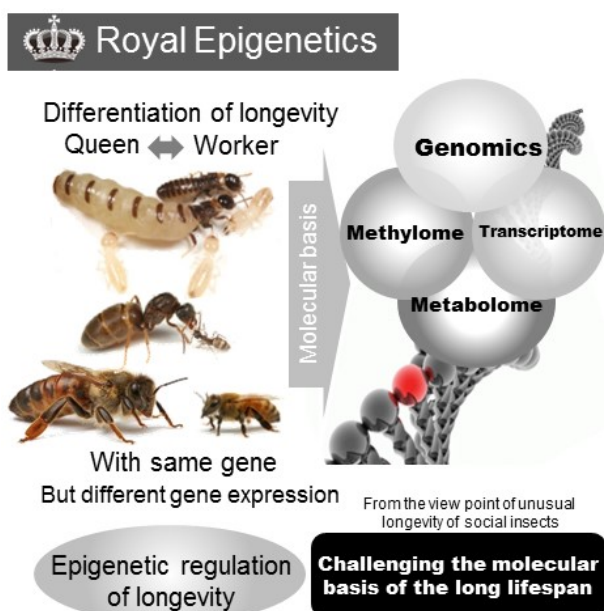 Royal Epigenetics
Differentiation of longevity
Queen Worker
Molecular basis
Genomics
Methylome
Transcriptome
Metabolome
With same gene
But different gene expression
From the view point of unusual
longevity of social insects
Epigenetic regulation
of longevity
Challenging the molecular
basis of the long lifespan